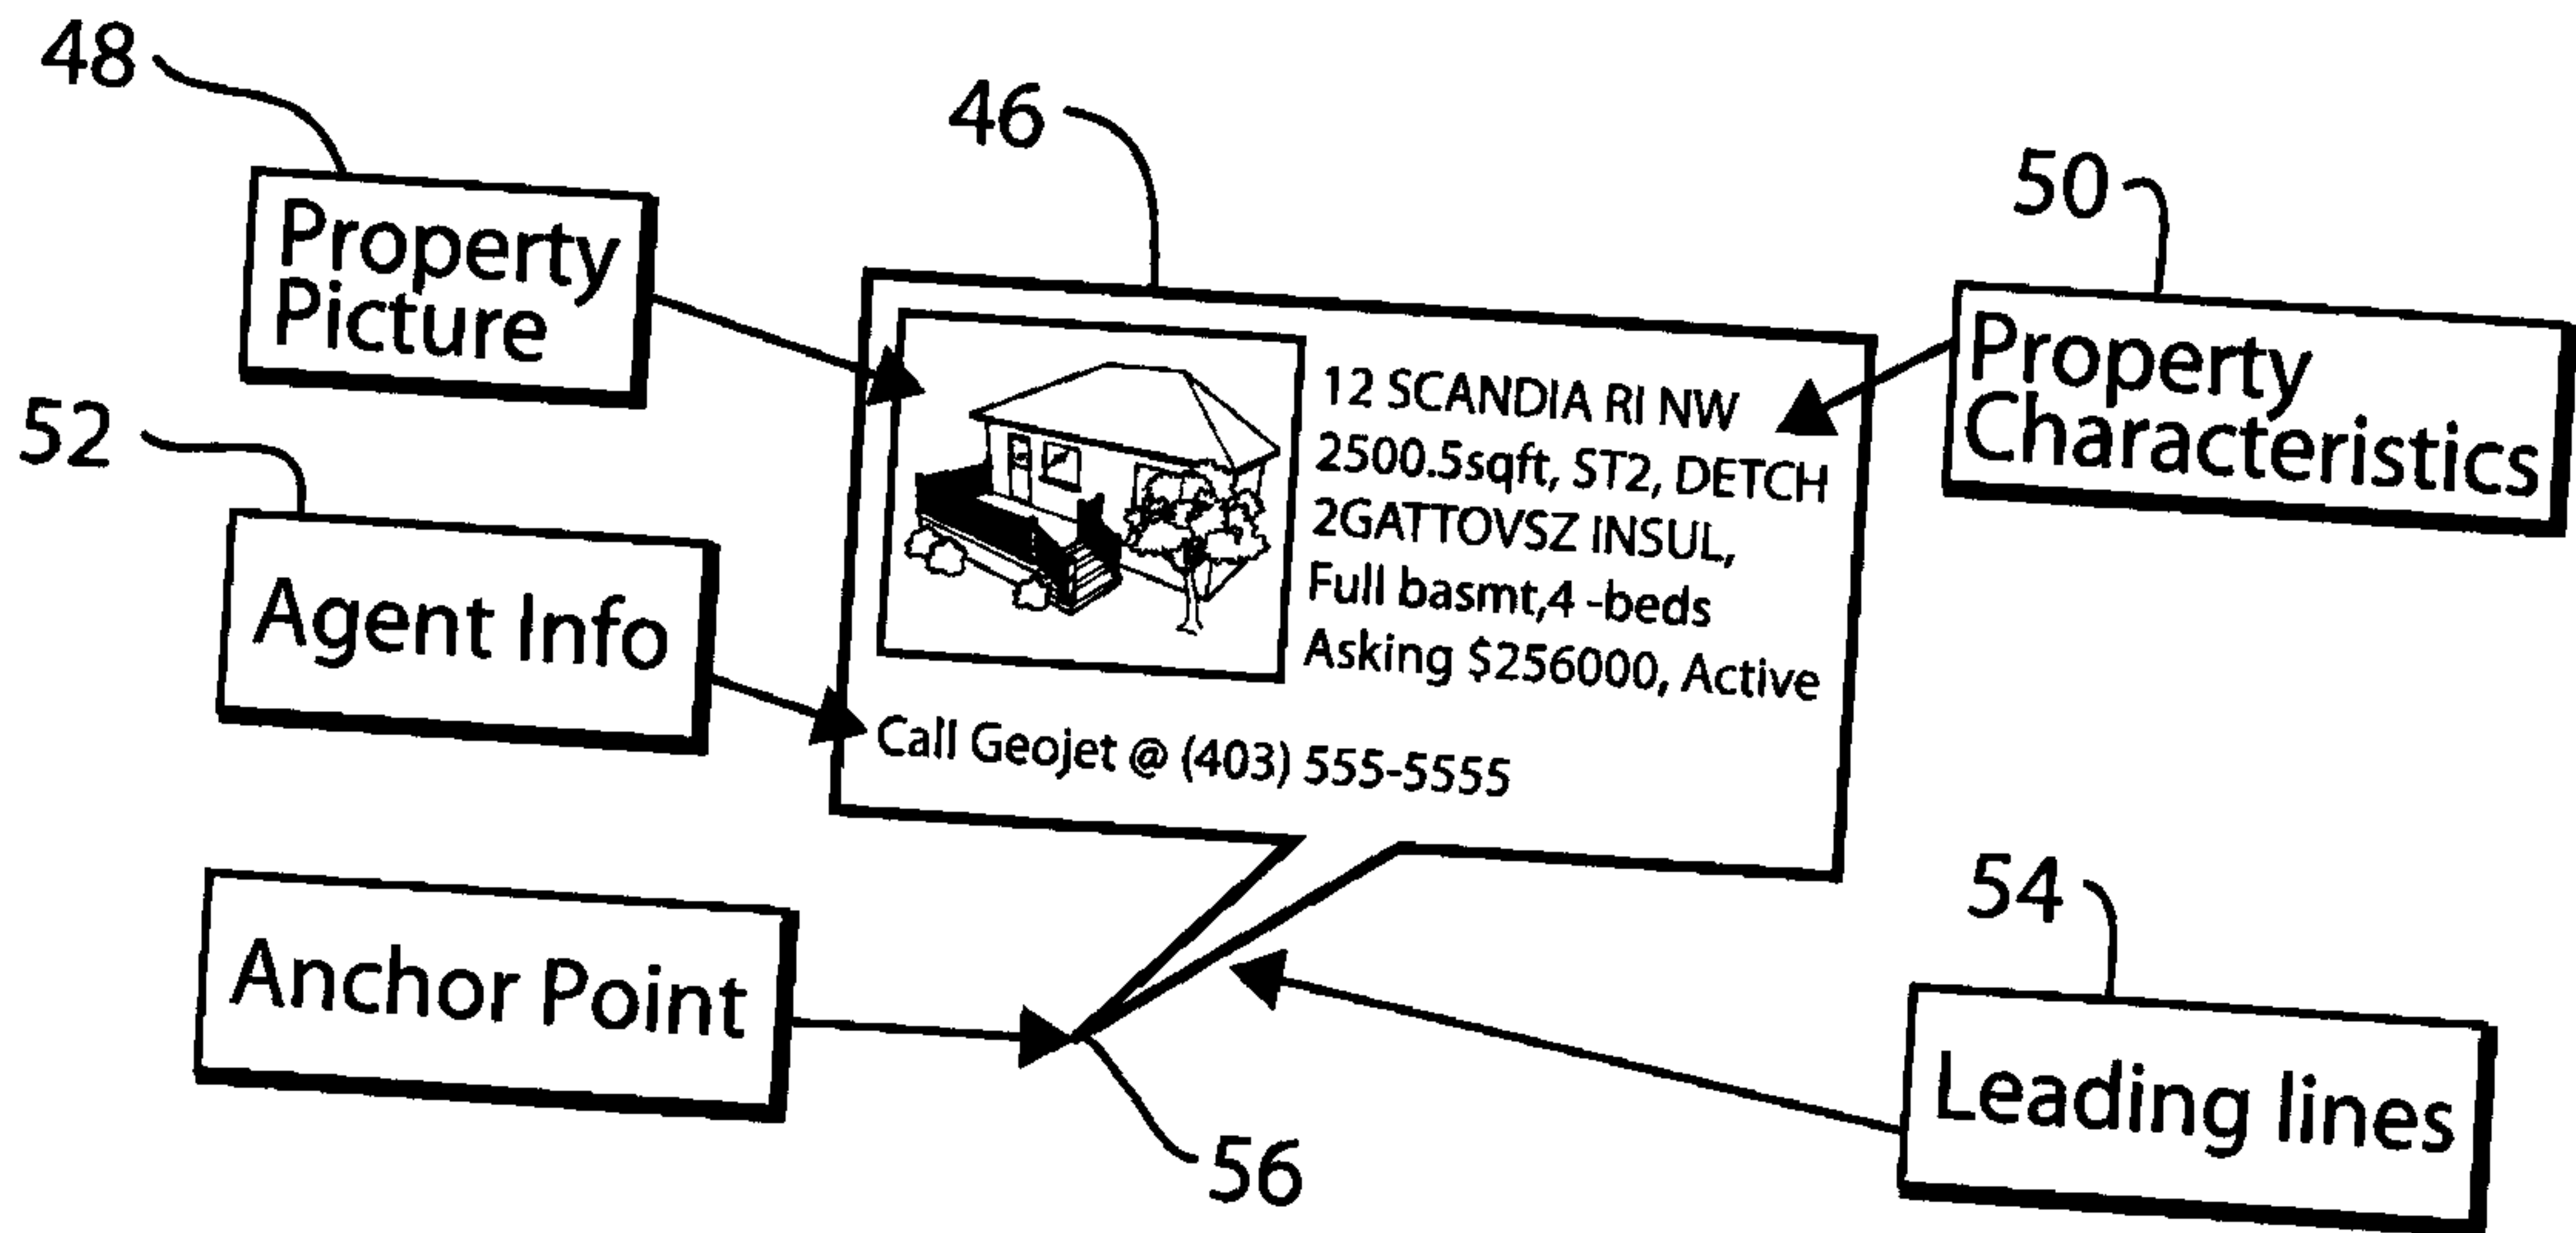 48
46
50
Property
Picture
Property
Characteristics
12 SCANDIA RI NW
2500.5sqft, ST2, DETCH
2GATTOVSZ INSUL,
Full basmt,4 -beds
Asking $256000, Active
Call Geojet @ (403) 555-5555
52
Agent Info
Anchor Point
56
54
Leading lines